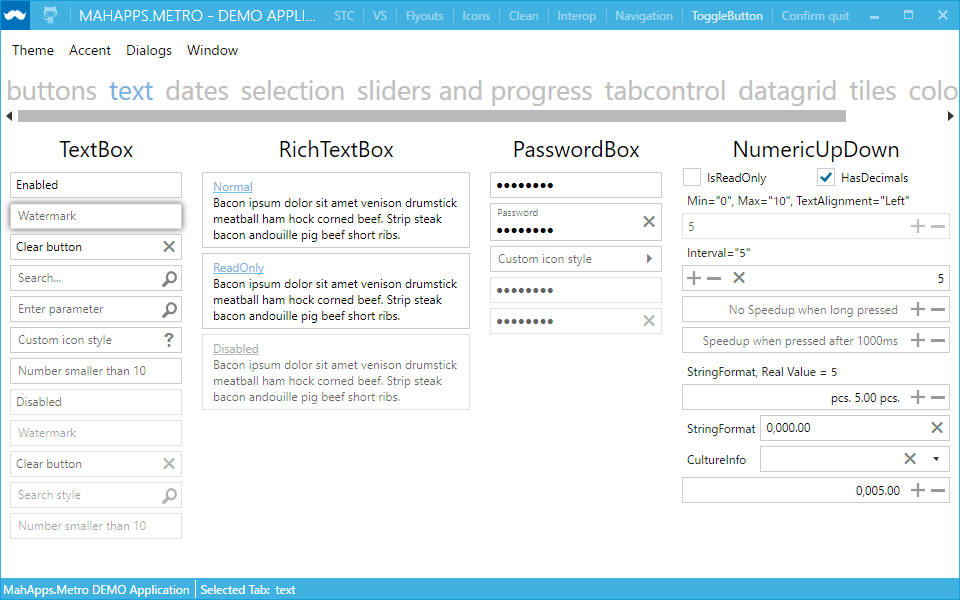 MAHAPPS.METRO - DEMO APPLI... STC VS Flyouts Icons Clean Interop Navigation ToggleButton Confirm quit
Theme Accent Dialogs Window
buttons text dates selection sliders and progress tabcontrol datagrid tiles colo
TextBox
Enabled
Watermark
Clear button
Search...
Enter parameter
Custom icon style
?
Number smaller than 10
Disabled
Watermark
Clear button
Search style
Number smaller than 10
RichTextBox
Normal
Bacon ipsum dolor sit amet venison drumstick
meatball ham hock corned beef. Strip steak
bacon andouille pig beef short ribs.
ReadOnly
Bacon ipsum dolor sit amet venison drumstick
meatball ham hock corned beef. Strip steak
bacon andouille pig beef short ribs.
Disabled
Bacon ipsum dolor sit amet venison drumstick
meatball ham hock corned beef. Strip steak
bacon andouille pig beef short ribs.
PasswordBox
●●●●●●●●
Password
●●●●●●●●
Custom icon style
●●●●●●●●
●●●●●●●●
NumericUpDown
IsReadOnly HasDecimals
Min="0", Max="10", TextAlignment="Left"
5
Interval="5"
5
No Speedup when long pressed
Speedup when pressed after 1000ms
StringFormat, Real Value = 5
pcs. 5.00 pcs.
StringFormat 0,000.00
CultureInfo
0,005.00
MahApps.Metro DEMO Application Selected Tab: text